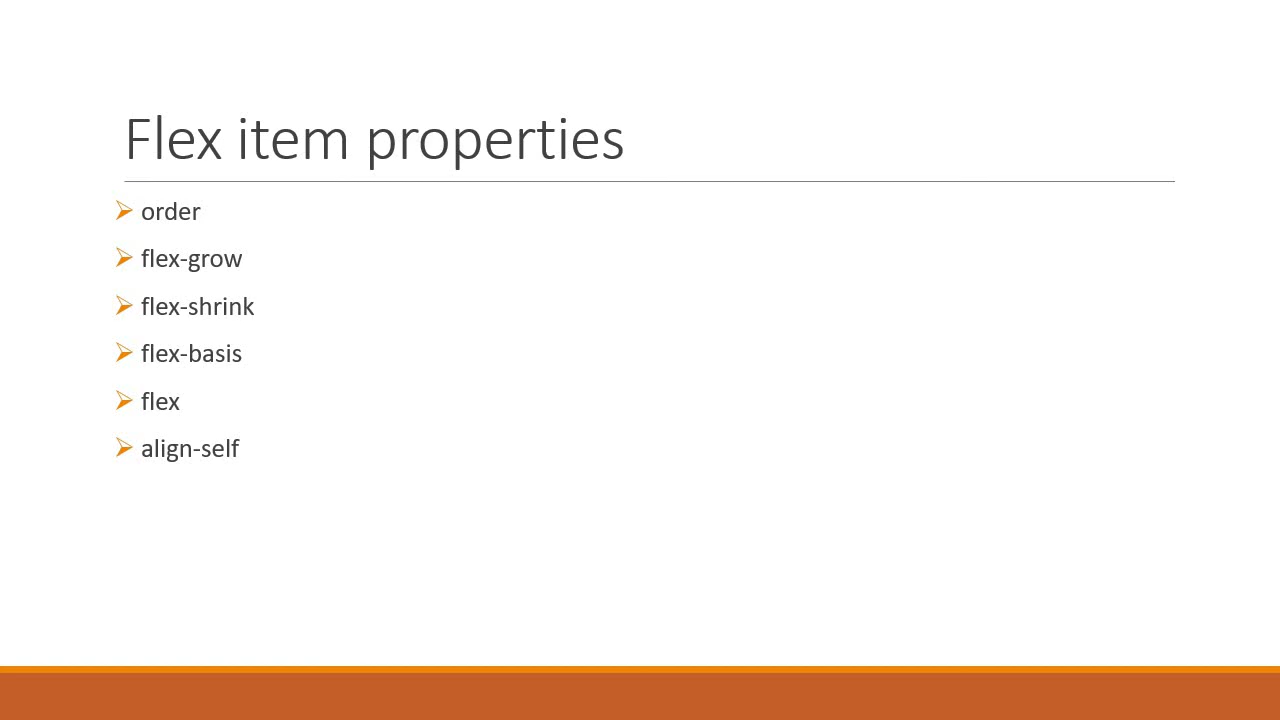 Flex item properties
order
flex-grow
flex-shrink
flex-basis
flex
align-self